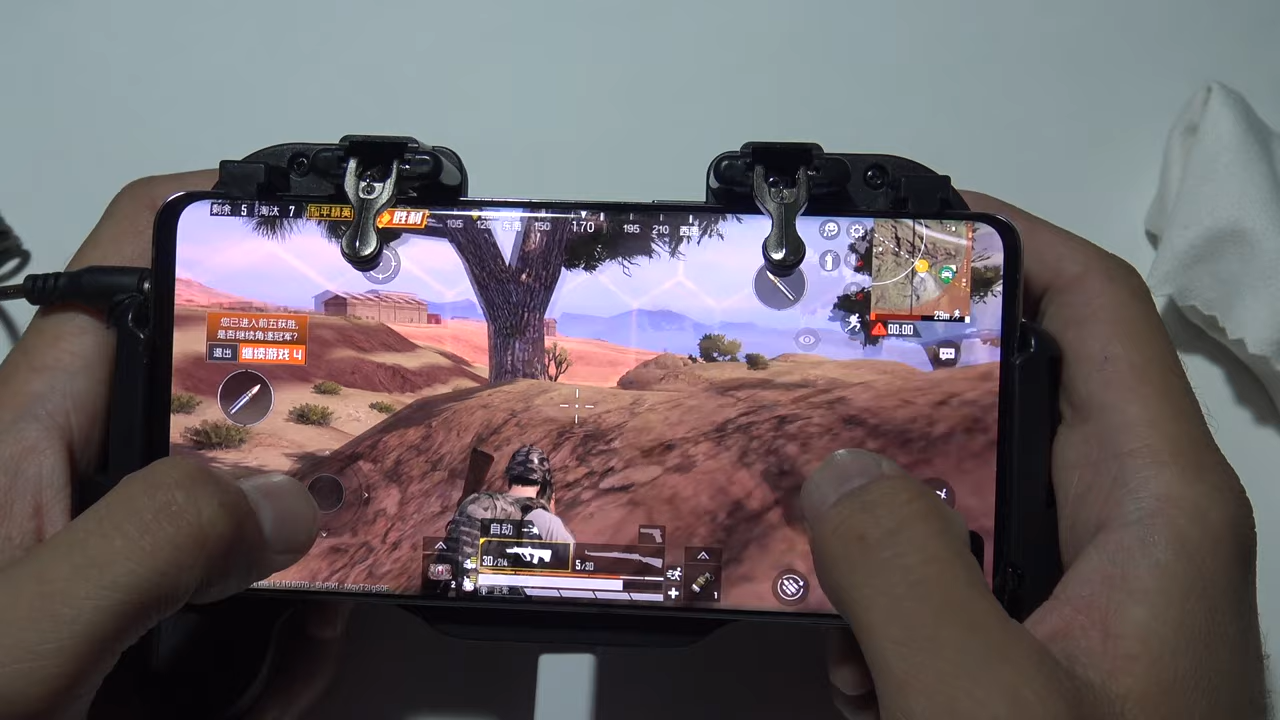 剩余 5 淘汰 7 和平精英
胜利
105 120 东南 150 170 195 210 西南
您已进入前五获胜,
是否继续角逐冠军?
退出 继续游戏 4
29m
00:00
自动
30/214
5/30
2
正常
1